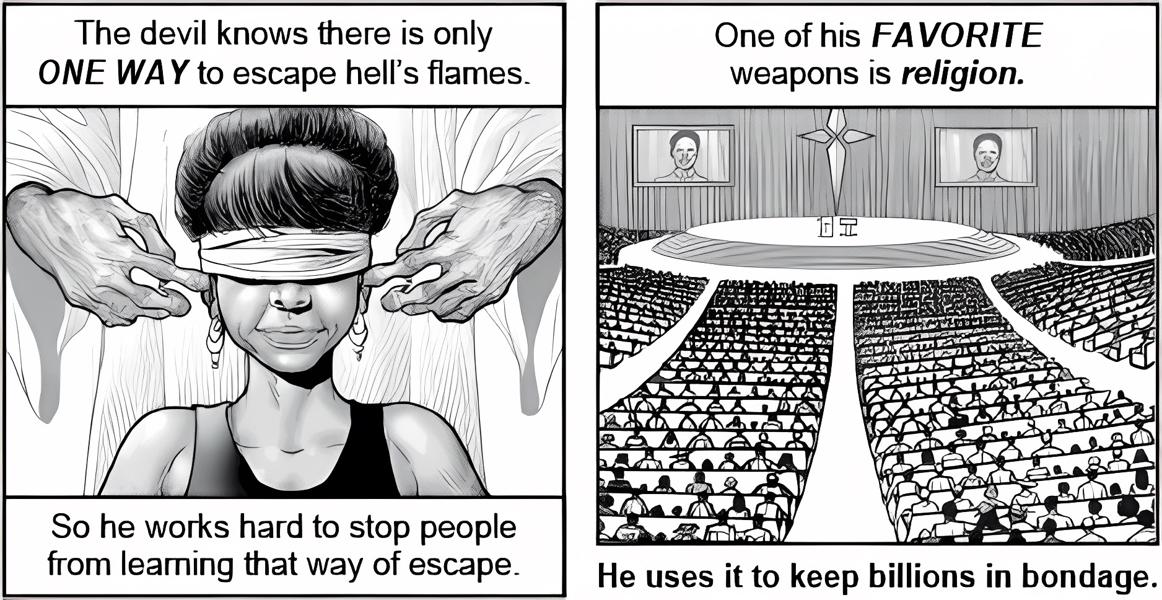 The devil knows there is only
ONE WAY to escape hell's flames.
So he works hard to stop people
from learning that way of escape.
One of his FAVORITE
weapons is religion.
He uses it to keep billions in bondage.